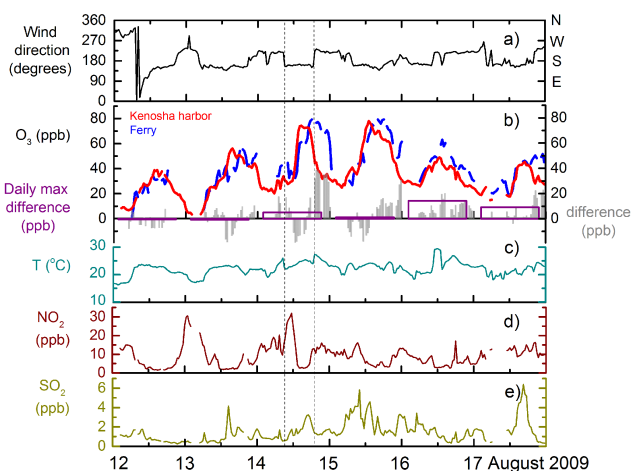 Wind
direction
(degrees)
360
270
180
90
0
a)
N
W
S
E
O3 (ppb)
Daily max
difference
(ppb)
80
60
40
20
0
Kenosha harbor
Ferry
b)
80
60
40
20
0
difference
(ppb)
T (°C)
30
20
10
c)
NO2
(ppb)
30
20
10
0
d)
SO2
(ppb)
6
4
2
0
e)
12 13 14 15 16 17 August 2009